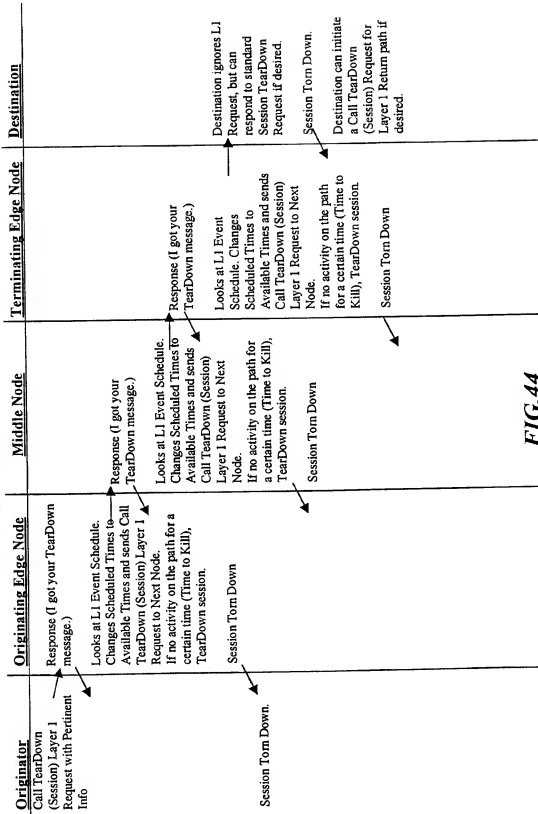 Originator
Call TearDown
(Session) Layer 1
Request with Pertinent
Info
Session Torn Down.
Originating Edge Node
Response (I got your TearDown
message.)
Looks at L1 Event Schedule.
Changes Scheduled Times to
Available Times and sends Call
TearDown (Session) Layer 1
Request to Next Node.
If no activity on the path for a
certain time (Time to Kill),
TearDown session.
Session Torn Down
Middle Node
Response (I got your
TearDown message.)
Looks at L1 Event Schedule.
Changes Scheduled Times to
Available Times and sends
Call TearDown (Session)
Layer 1 Request to Next
Node.
If no activity on the path for
a certain time (Time to Kill),
TearDown session.
Session Torn Down
Terminating Edge Node
Response (I got your
TearDown message.)
Looks at L1 Event
Schedule. Changes
Scheduled Times to
Available Times and sends
Call TearDown (Session)
Layer 1 Request to Next
Node.
If no activity on the path
for a certain time (Time to
Kill), TearDown session.
Session Torn Down
Destination
Destination ignores L1
Request, but can
respond to standard
Session TearDown
Request if desired.
Session Torn Down.
Destination can initiate
a Call TearDown
(Session) Request for
Layer 1 Return path if
desired.
FIG.44